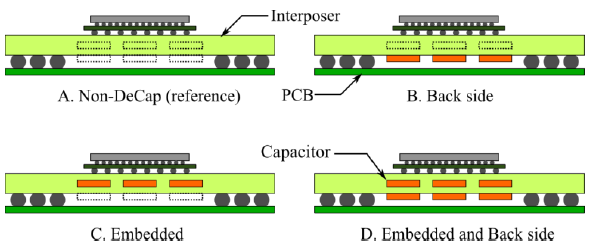 Interposer
A. Non-DeCap (reference)
PCB
B. Back side
Capacitor
C. Embedded
D. Embedded and Back side